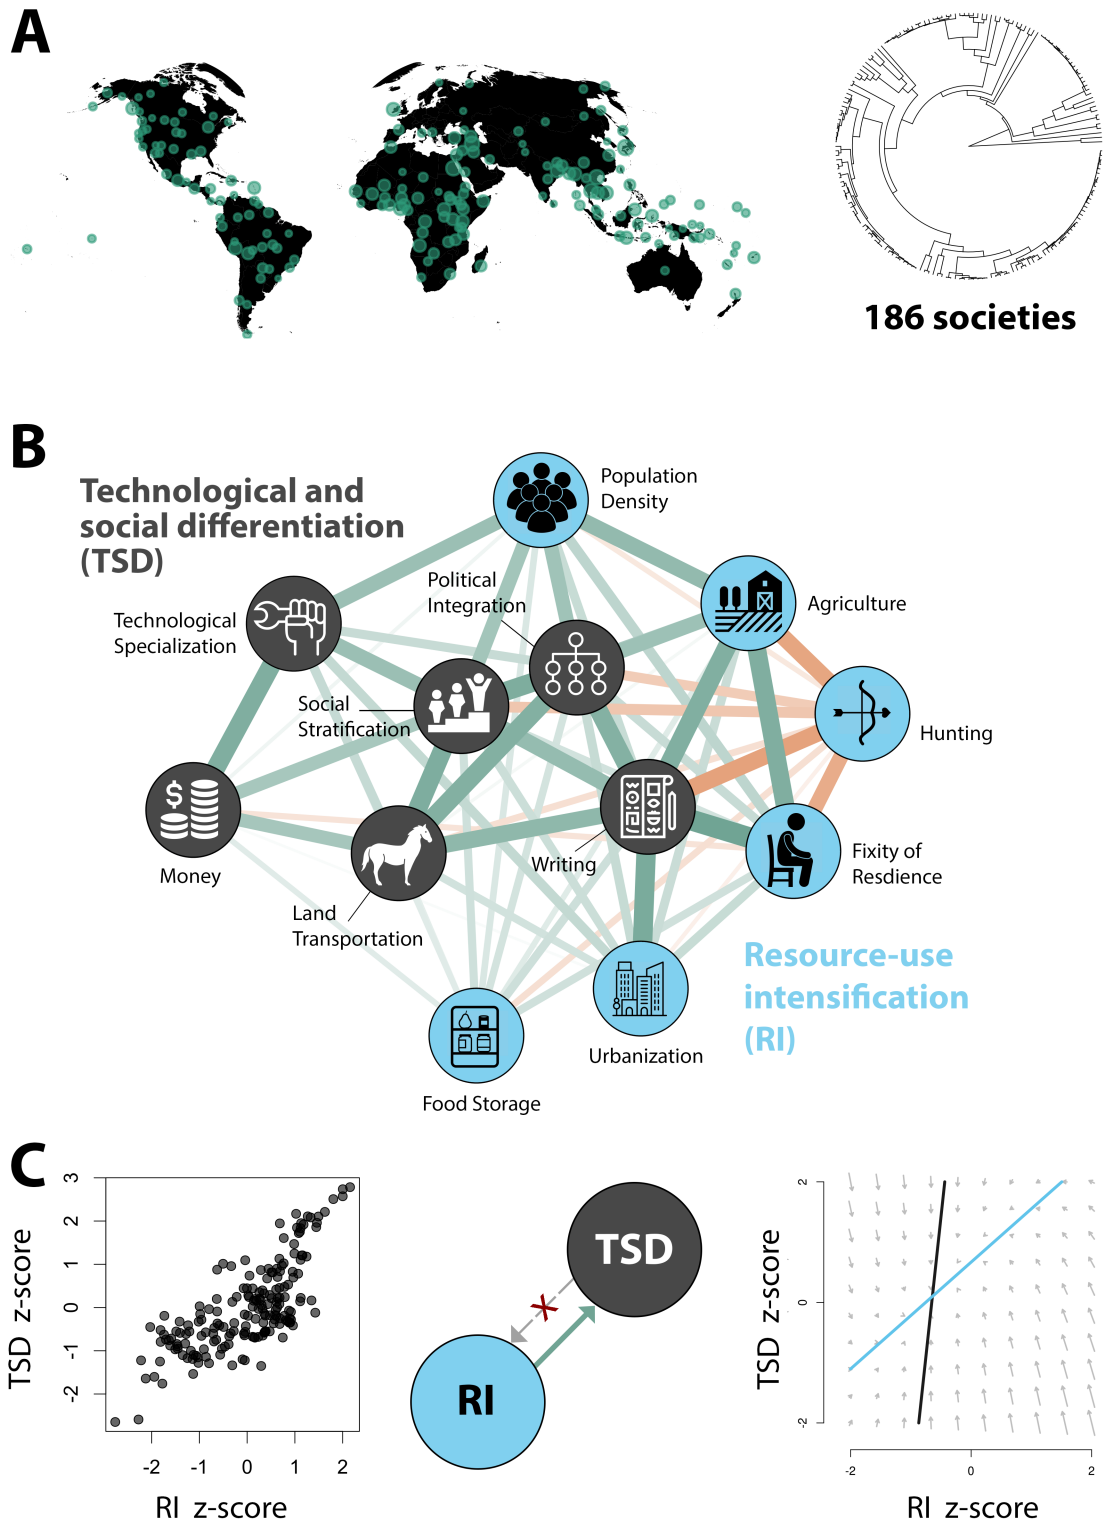 A
186 societies
B
Technological and
social differentiation
(TSD)
Population
Density
Political
Integration
Agriculture
Technological
Specialization
Social
Stratification
Hunting
$
Money
Writing
Fixity of
Resdience
Land
Transportation
Resource-use
intensification
(RI)
Urbanization
Food Storage
C
3
2
1
0
-1
-2
TSD z-score
-2 -1 0 1 2
RI z-score
TSD
X
RI
2
0
-2
TSD z-score
-2 0 2
RI z-score